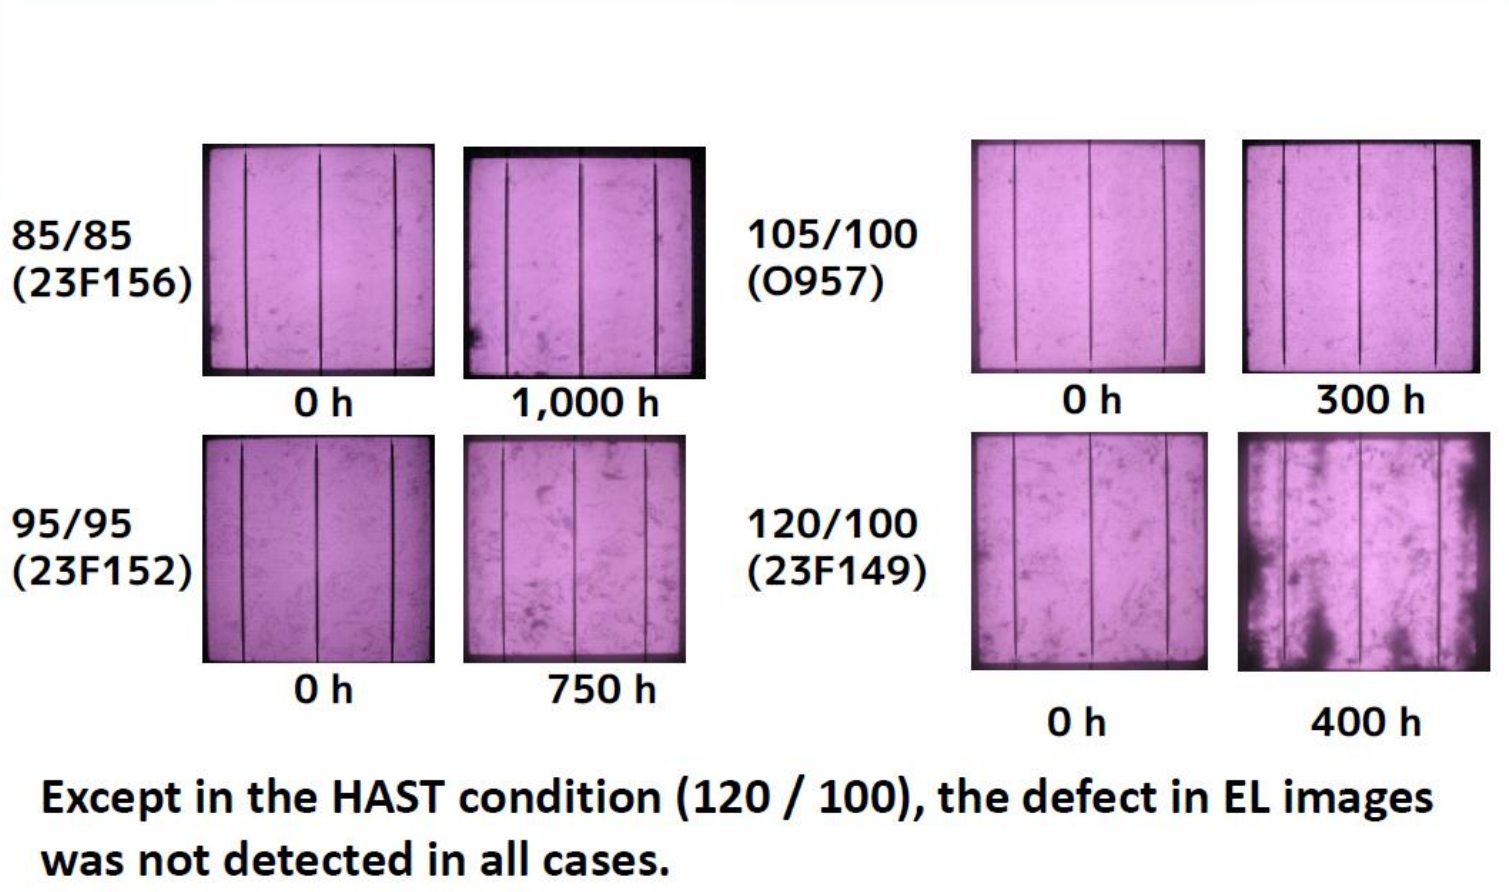 85/85
(23F156)
0 h
1,000 h
105/100
(O957)
0 h
300 h
95/95
(23F152)
0 h
750 h
120/100
(23F149)
0 h
400 h
Except in the HAST condition (120 / 100), the defect in EL images
was not detected in all cases.